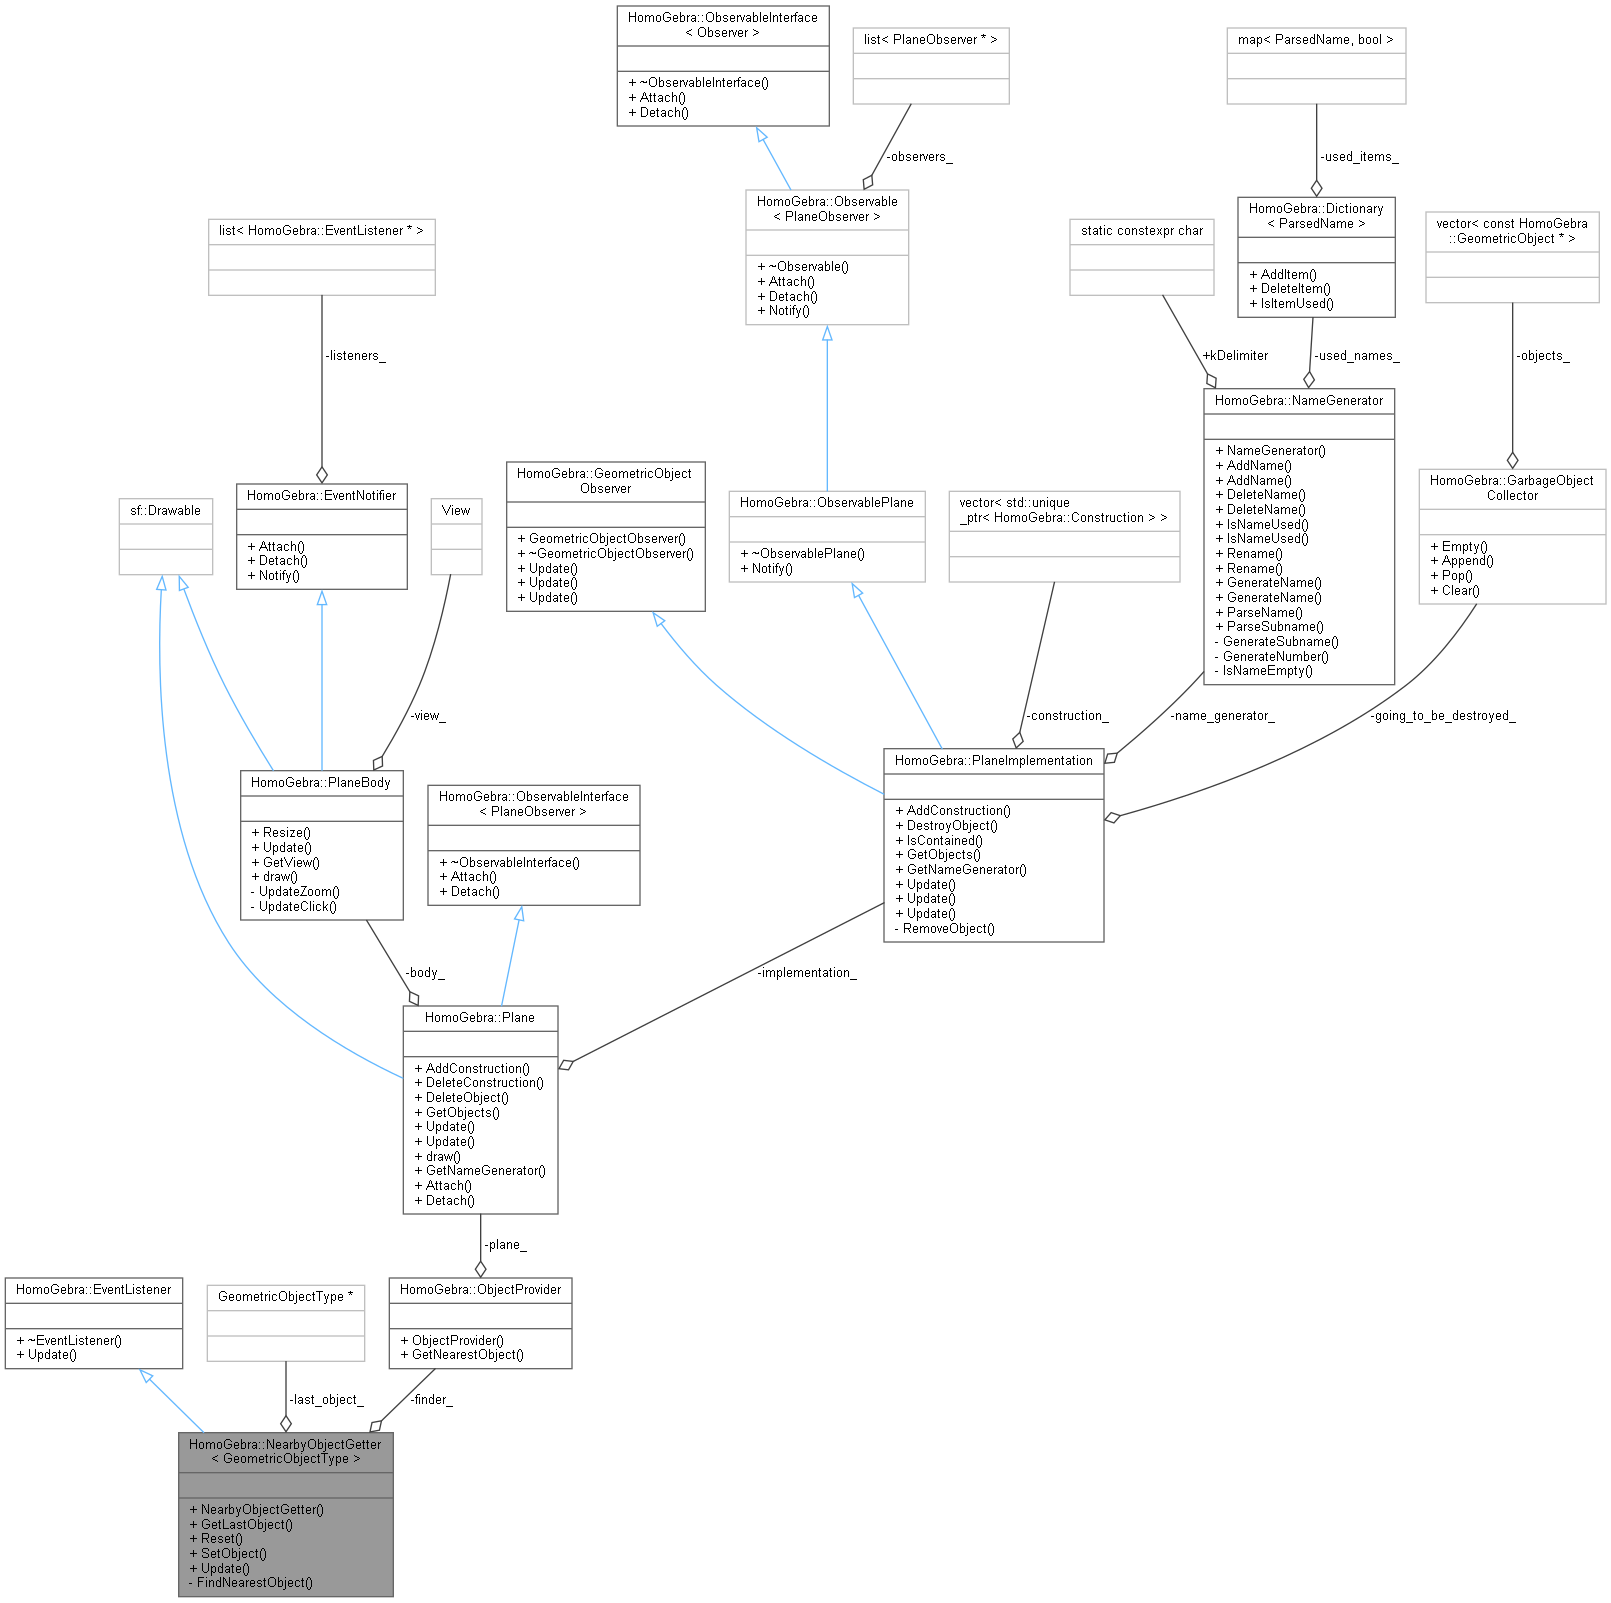 HomoGebra::ObservableInterface
< Observer >
+ ~ObservableInterface()
+ Attach()
+ Detach()
list< PlaneObserver * >
map< ParsedName, bool >
-observers_
-used_items_
HomoGebra::Observable
< PlaneObserver >
+ ~Observable()
+ Attach()
+ Detach()
+ Notify()
HomoGebra::Dictionary
< ParsedName >
+ AddItem()
+ DeleteItem()
+ IsItemUsed()
list< HomoGebra::EventListener * >
static constexpr char
vector< const HomoGebra
::GeometricObject * >
-listeners_
+kDelimiter
-used_names_
-objects_
HomoGebra::NameGenerator
+ NameGenerator()
+ AddName()
+ AddName()
+ DeleteName()
+ DeleteName()
+ IsNameUsed()
+ IsNameUsed()
+ Rename()
+ Rename()
+ GenerateName()
+ GenerateName()
+ ParseName()
+ ParseSubname()
- GenerateSubname()
- GenerateNumber()
- IsNameEmpty()
HomoGebra::GeometricObject
Observer
+ GeometricObjectObserver()
+ ~GeometricObjectObserver()
+ Update()
+ Update()
+ Update()
HomoGebra::GarbageObject
Collector
+ Empty()
+ Append()
+ Pop()
+ Clear()
sf::Drawable
HomoGebra::EventNotifier
+ Attach()
+ Detach()
+ Notify()
View
HomoGebra::ObservablePlane
+ ~ObservablePlane()
+ Notify()
vector< std::unique
_ptr< HomoGebra::Construction > >
-view_
-construction_
-name_generator_
-going_to_be_destroyed_
HomoGebra::PlaneImplementation
+ AddConstruction()
+ DestroyObject()
+ IsContained()
+ GetObjects()
+ GetNameGenerator()
+ Update()
+ Update()
+ Update()
- RemoveObject()
HomoGebra::PlaneBody
+ Resize()
+ Update()
+ GetView()
+ draw()
- UpdateZoom()
- UpdateClick()
HomoGebra::ObservableInterface
< PlaneObserver >
+ ~ObservableInterface()
+ Attach()
+ Detach()
-body_
-implementation_
HomoGebra::Plane
+ AddConstruction()
+ DeleteConstruction()
+ DeleteObject()
+ GetObjects()
+ Update()
+ Update()
+ draw()
+ GetNameGenerator()
+ Attach()
+ Detach()
-plane_
HomoGebra::EventListener
+ ~EventListener()
+ Update()
GeometricObjectType *
HomoGebra::ObjectProvider
+ ObjectProvider()
+ GetNearestObject()
-last_object_
-finder_
HomoGebra::NearbyObjectGetter
< GeometricObjectType >
+ NearbyObjectGetter()
+ GetLastObject()
+ Reset()
+ SetObject()
+ Update()
- FindNearestObject()